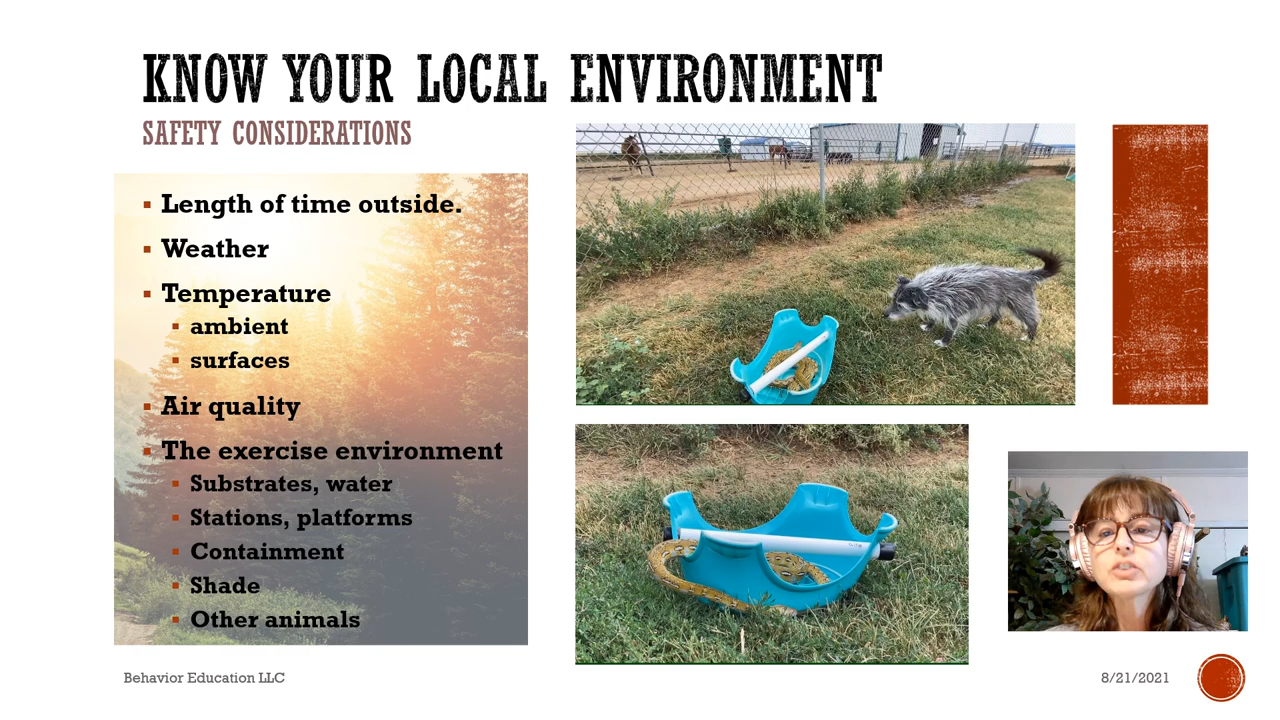 KNOW YOUR LOCAL ENVIRONMENT
SAFETY CONSIDERATIONS
Length of time outside.
Weather
Temperature
ambient
surfaces
Air quality
The exercise environment
Substrates, water
Stations, platforms
Containment
Shade
Other animals
Behavior Education LLC
8/21/2021